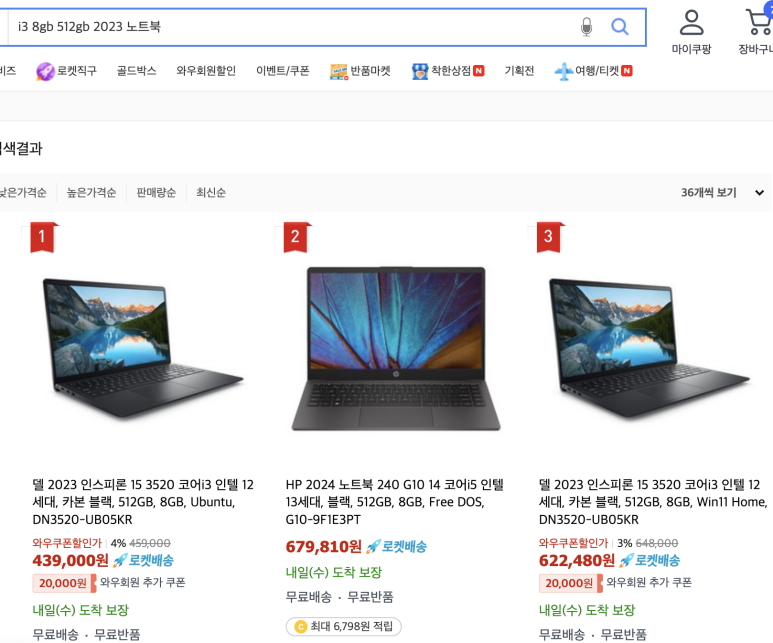 i3 8gb 512gb 2023 노트북
마이쿠팡
2
비즈
로켓직구
골드박스
와우회원할인
이벤트/쿠폰
반품마켓
착한상점 N
기획전
여행/티켓 N
색결과
낮은가격순
높은가격순
판매량순
최신순
36개씩 보기
1
2
3
델 2023 인스피론 15 3520 코어i3 인텔 12
세대, 카본 블랙, 512GB, 8GB, Ubuntu,
DN3520-UB05KR
와우쿠폰할인가 4% 459,000
439,000원 로켓배송
20,000원 와우회원 추가 쿠폰
내일(수) 도착 보장
무료배송 · 무료반품
HP 2024 노트북 240 G10 14 코어i5 인텔
13세대, 블랙, 512GB, 8GB, Free DOS,
G10-9F1E3PT
679,810원 로켓배송
내일(수) 도착 보장
무료배송 · 무료반품
C 최대 6,798원 적립
델 2023 인스피론 15 3520 코어i3 인텔 12
세대, 카본 블랙, 512GB, 8GB, Win11 Home,
DN3520-UB05KR
와우쿠폰할인가 3% 648,000
622,480원 로켓배송
20,000원 와우회원 추가 쿠폰
내일(수) 도착 보장
무료배송 · 무료반품